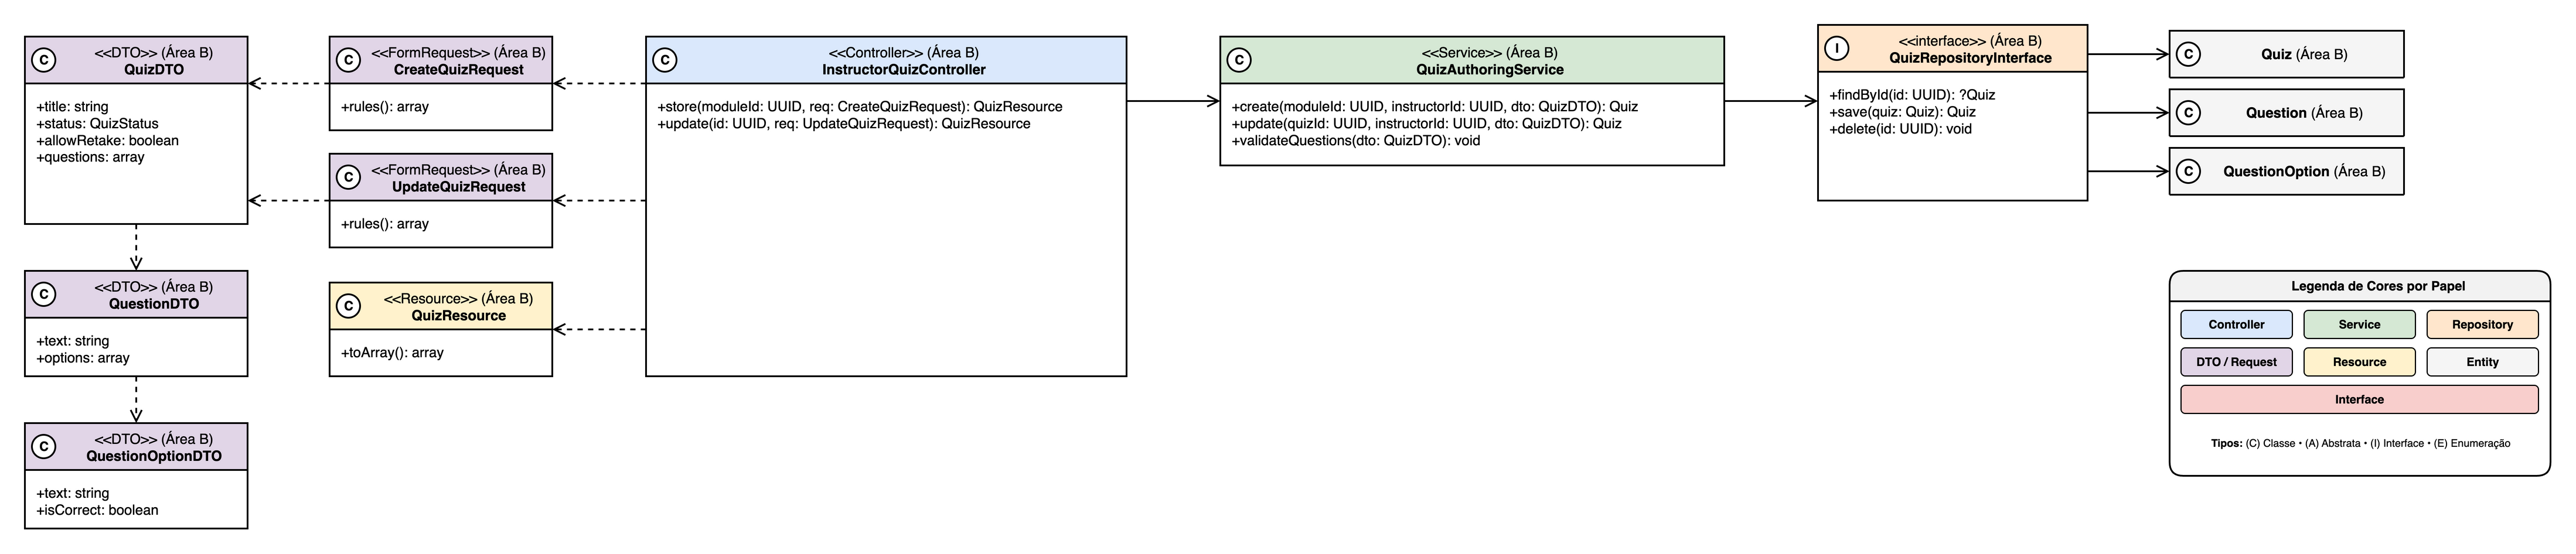 <<DTO>> (Área B)
QuizDTO
+title: string
+status: QuizStatus
+allowRetake: boolean
+questions: array
<<DTO>> (Área B)
QuestionDTO
+text: string
+options: array
<<DTO>> (Área B)
QuestionOptionDTO
+text: string
+isCorrect: boolean
<<FormRequest>> (Área B)
CreateQuizRequest
+rules(): array
<<FormRequest>> (Área B)
UpdateQuizRequest
+rules(): array
<<Resource>> (Área B)
QuizResource
+toArray(): array
<<Controller>> (Área B)
InstructorQuizController
+store(moduleId: UUID, req: CreateQuizRequest): QuizResource
+update(id: UUID, req: UpdateQuizRequest): QuizResource
<<Service>> (Área B)
QuizAuthoringService
+create(moduleId: UUID, instructorId: UUID, dto: QuizDTO): Quiz
+update(quizId: UUID, instructorId: UUID, dto: QuizDTO): Quiz
+validateQuestions(dto: QuizDTO): void
<<interface>> (Área B)
QuizRepositoryInterface
+findById(id: UUID): ?Quiz
+save(quiz: Quiz): Quiz
+delete(id: UUID): void
Quiz (Área B)
Question (Área B)
QuestionOption (Área B)
C
C
C
C
C
C
C
C
I
C
C
C
Legenda de Cores por Papel
Controller
Service
Repository
DTO / Request
Resource
Entity
Interface
Tipos: (C) Classe • (A) Abstrata • (I) Interface • (E) Enumeração